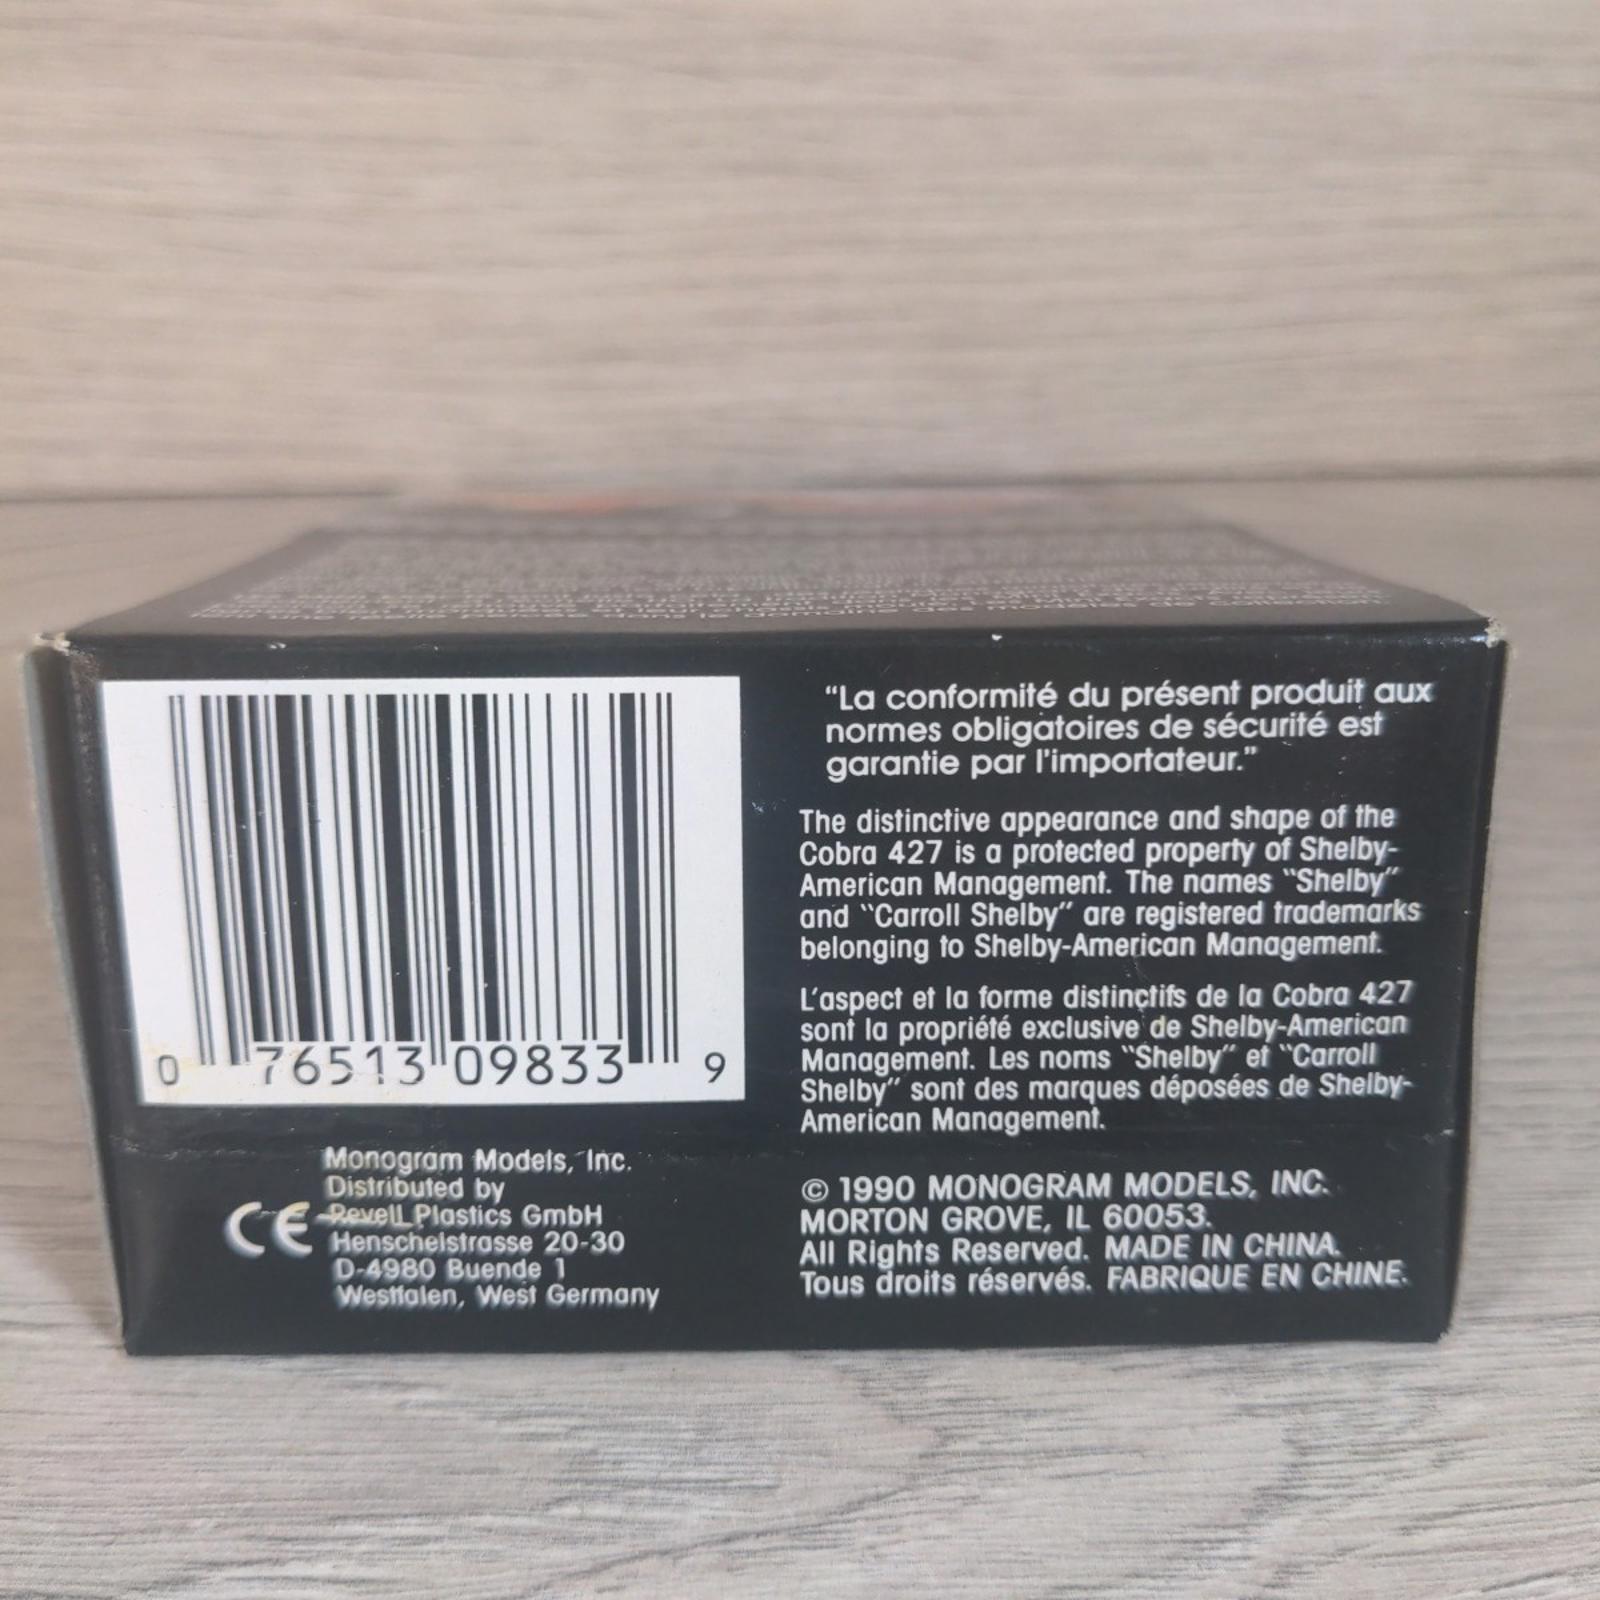 0 76513 09833 9
Monogram Models, Inc.
Distributed by
Revell Plastics GmbH
Henschelstrasse 20-30
D-4980 Buende 1
Westfalen, West Germany
CE
“La conformité du présent produit aux
normes obligatoires de sécurité est
garantie par l'importateur.”
The distinctive appearance and shape of the
Cobra 427 is a protected property of Shelby-
American Management. The names “Shelby”
and “Carroll Shelby” are registered trademarks
belonging to Shelby-American Management.
L'aspect et la forme distinctifs de la Cobra 427
sont la propriété exclusive de Shelby-American
Management. Les noms “Shelby” et “Carroll
Shelby” sont des marques déposées de Shelby-
American Management.
© 1990 MONOGRAM MODELS, INC.
MORTON GROVE, IL 60053.
All Rights Reserved. MADE IN CHINA.
Tous droits réservés. FABRIQUE EN CHINE.